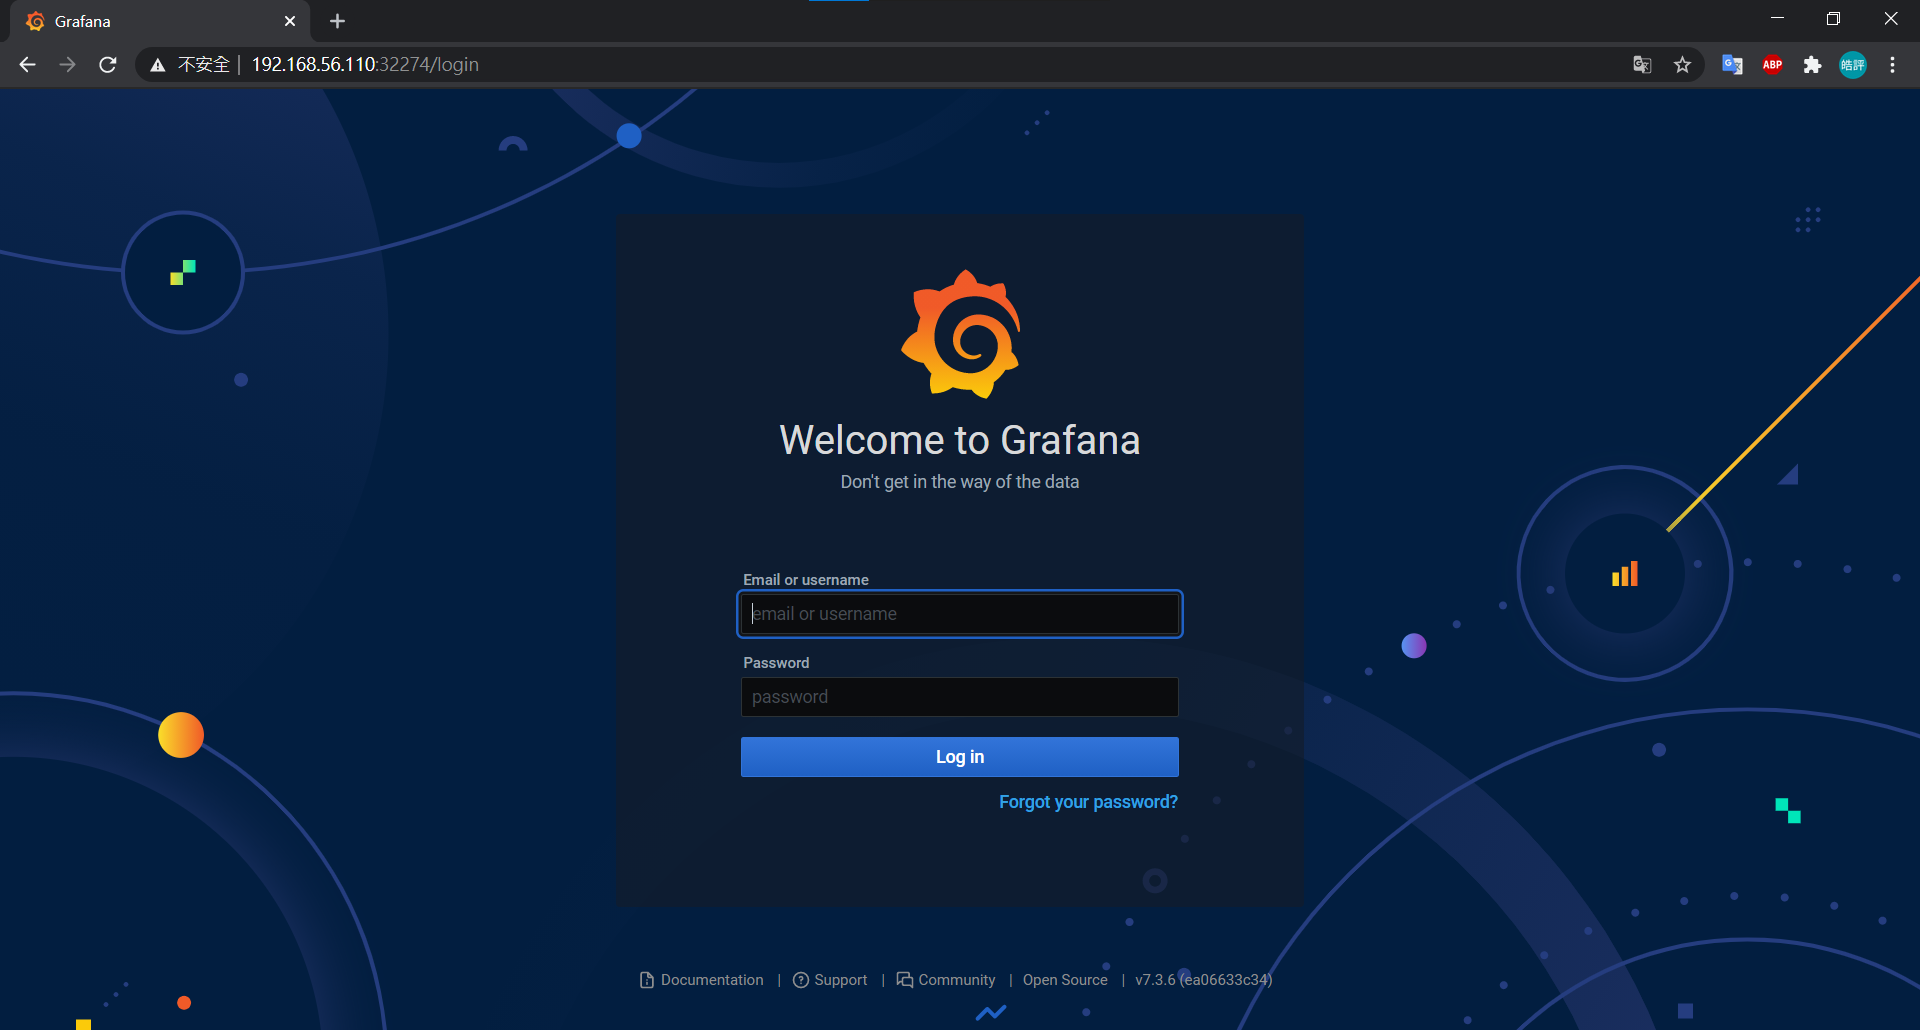 Grafana
不安全 | 192.168.56.110:32274/login
ABP
皓評
Welcome to Grafana
Don't get in the way of the data
Email or username
email or username
Password
password
Log in
Forgot your password?
Documentation | Support | Community | Open Source | v7.3.6 (ea06633c34)